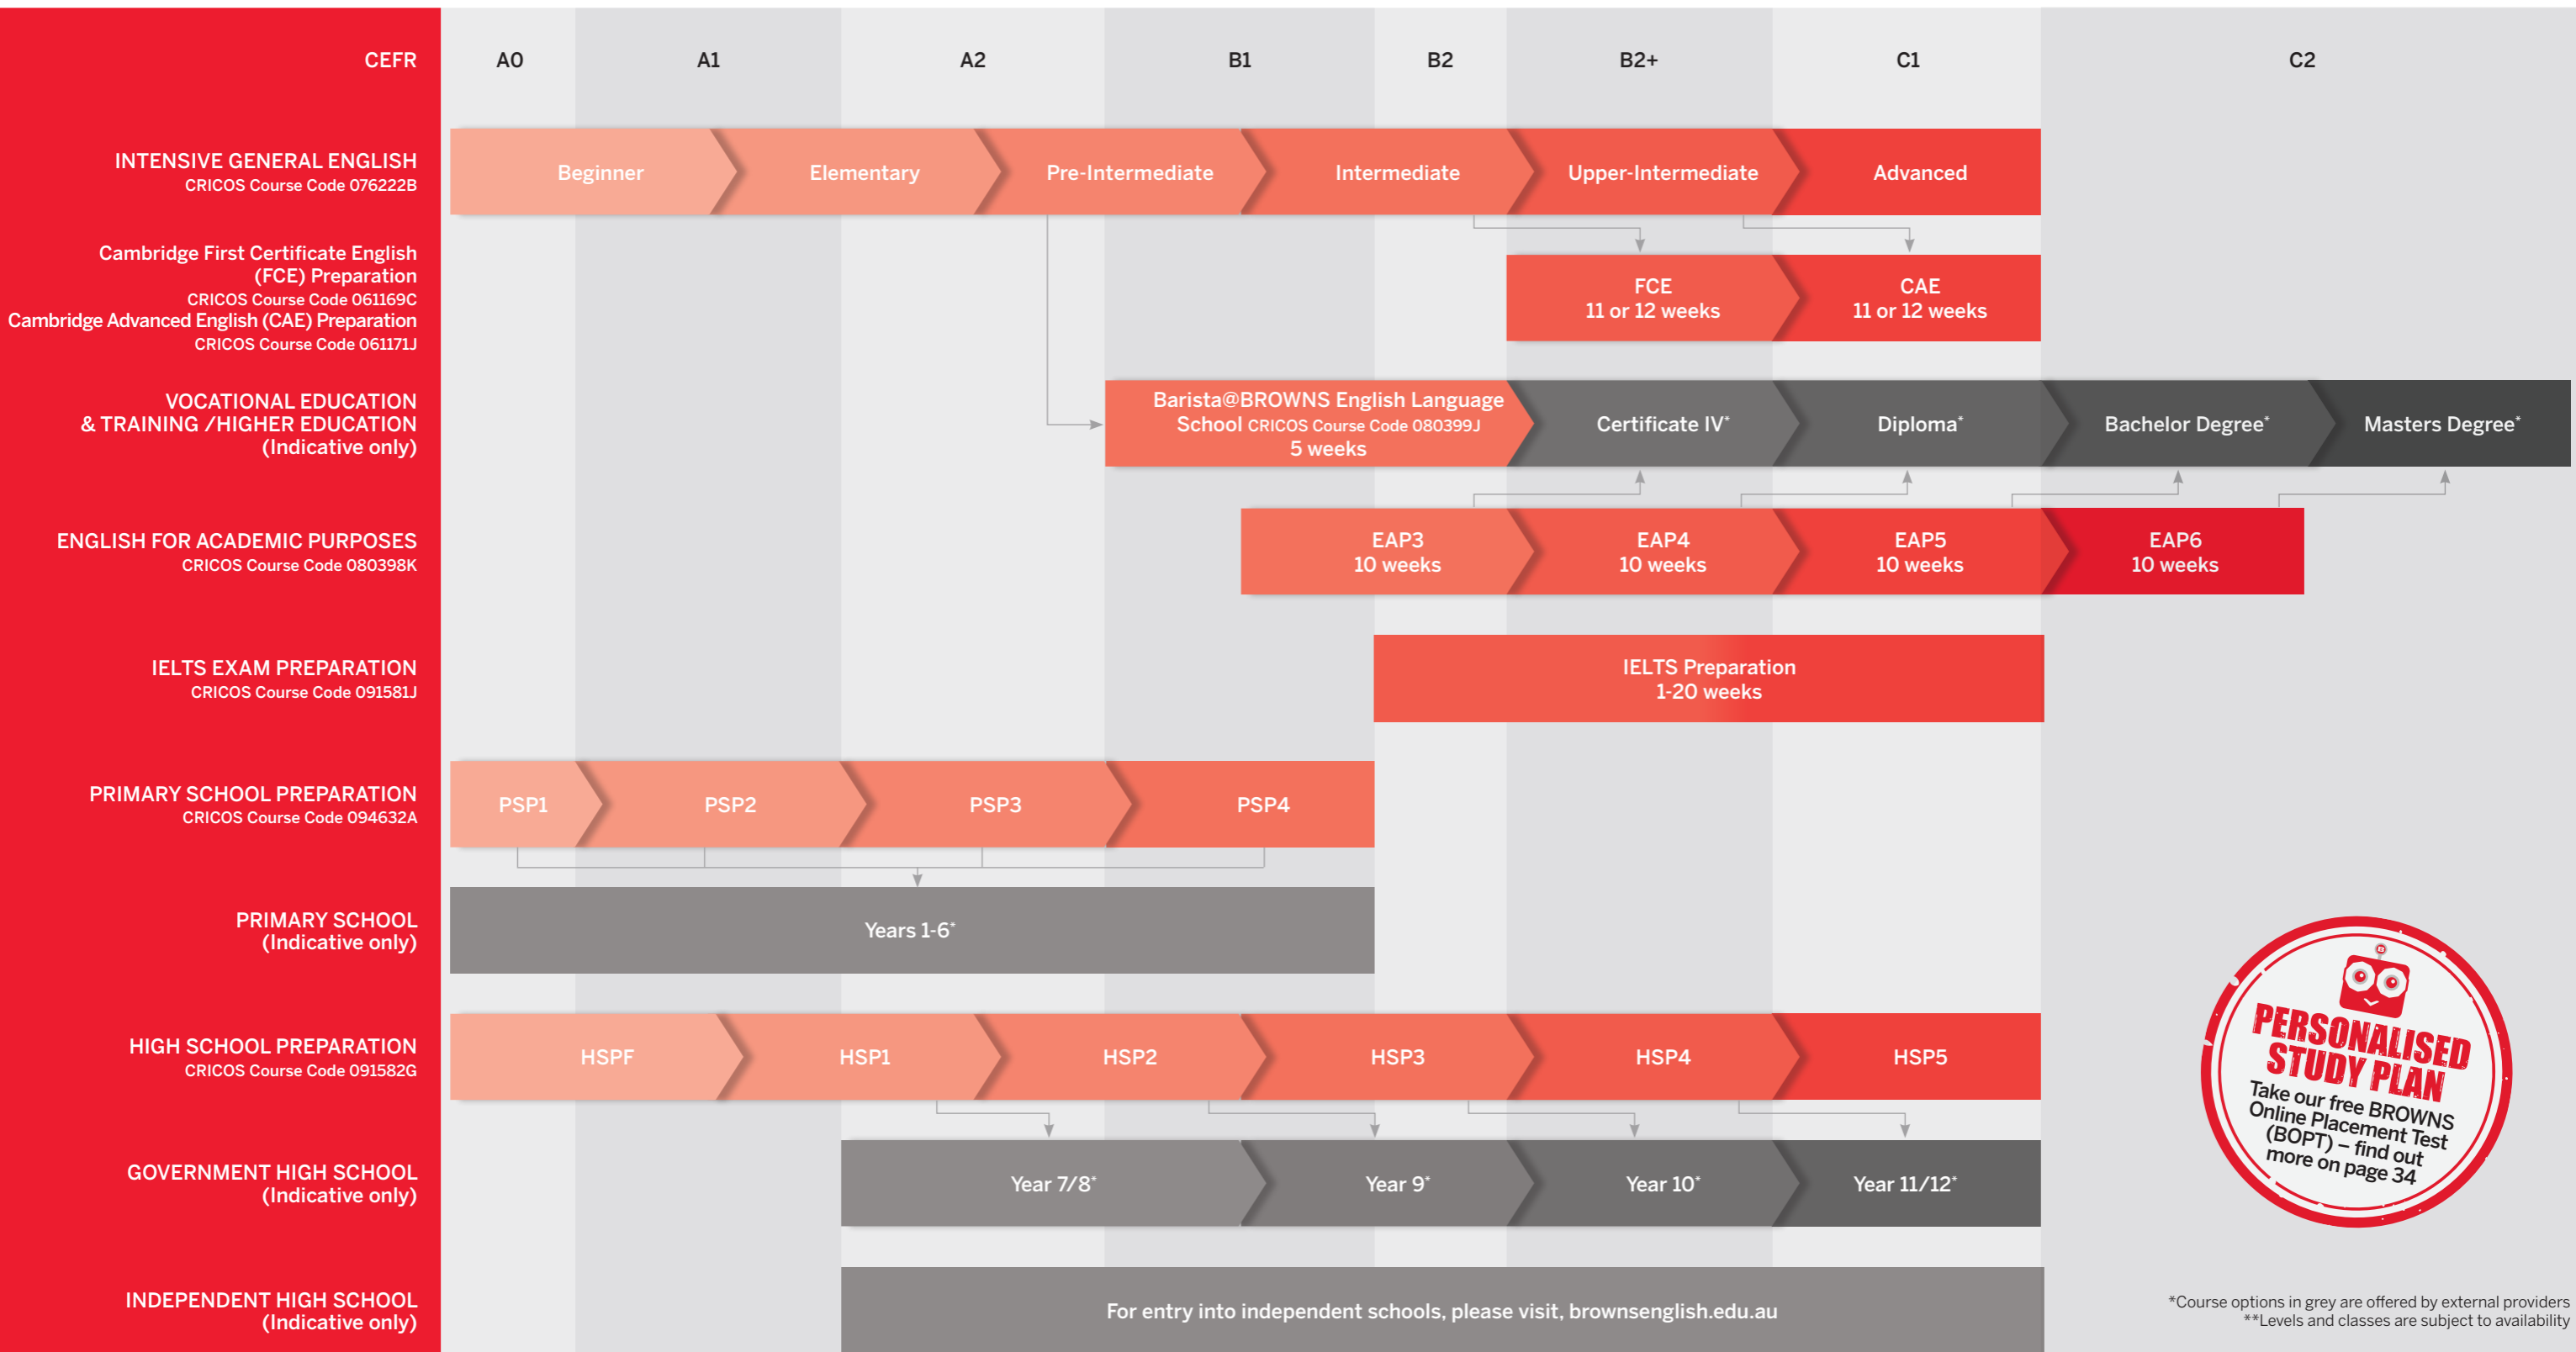 CEFR
A0
A1
A2
B1
B2
B2+
C1
C2
INTENSIVE GENERAL ENGLISH
CRICOS Course Code 076222B
Beginner
Elementary
Pre-Intermediate
Intermediate
Upper-Intermediate
Advanced
Cambridge First Certificate English
(FCE) Preparation
CRICOS Course Code 061169C
Cambridge Advanced English (CAE) Preparation
CRICOS Course Code 061171J
FCE
11 or 12 weeks
CAE
11 or 12 weeks
VOCATIONAL EDUCATION
& TRAINING /HIGHER EDUCATION
(Indicative only)
Barista@BROWNS English Language
School CRICOS Course Code 080399J
5 weeks
Certificate IV*
Diploma*
Bachelor Degree*
Masters Degree*
ENGLISH FOR ACADEMIC PURPOSES
CRICOS Course Code 080398K
EAP3
10 weeks
EAP4
10 weeks
EAP5
10 weeks
EAP6
10 weeks
IELTS EXAM PREPARATION
CRICOS Course Code 091581J
IELTS Preparation
1-20 weeks
PRIMARY SCHOOL PREPARATION
CRICOS Course Code 094632A
PSP1
PSP2
PSP3
PSP4
PRIMARY SCHOOL
(Indicative only)
Years 1-6*
HIGH SCHOOL PREPARATION
CRICOS Course Code 091582G
HSPF
HSP1
HSP2
HSP3
HSP4
HSP5
GOVERNMENT HIGH SCHOOL
(Indicative only)
Year 7/8*
Year 9*
Year 10*
Year 11/12*
INDEPENDENT HIGH SCHOOL
(Indicative only)
For entry into independent schools, please visit, brownsenglish.edu.au
PERSONALISED
STUDY PLAN
Take our free BROWNS
Online Placement Test
(BOPT) – find out
more on page 34
*Course options in grey are offered by external providers
**Levels and classes are subject to availability